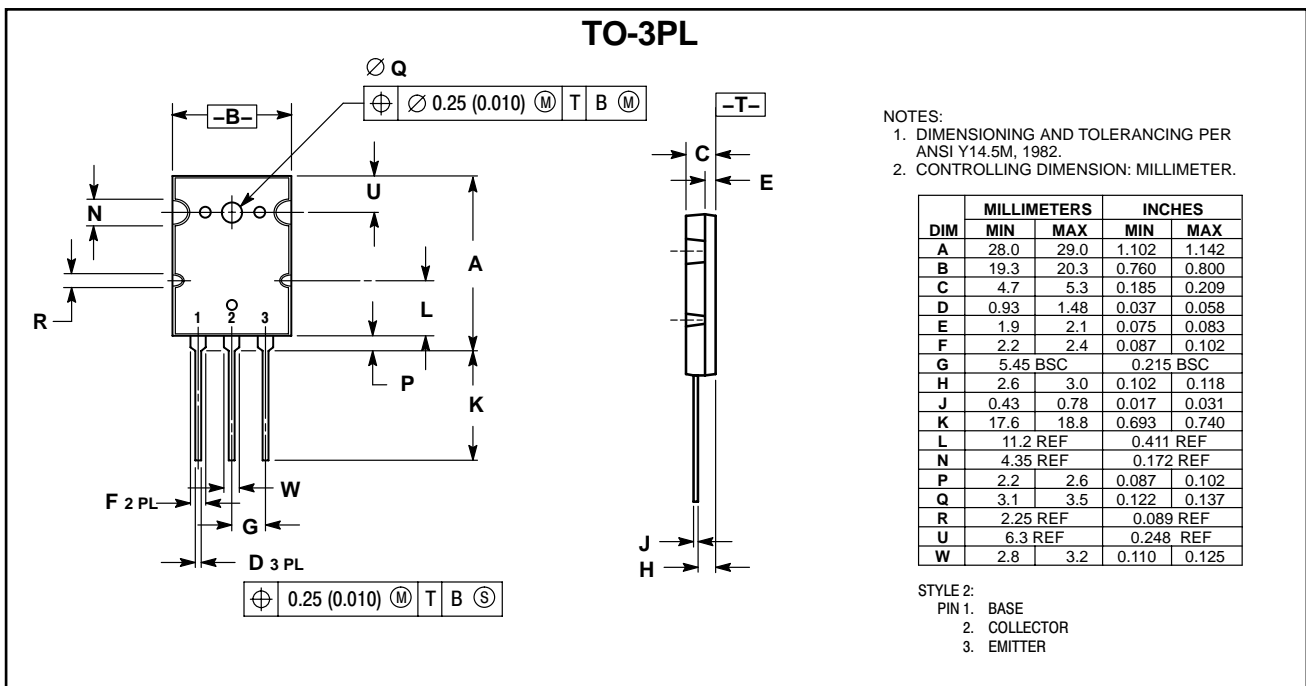 TO-3PL
∅ Q
⌖ ∅ 0.25 (0.010) Ⓜ T B Ⓜ
–B–
–T–
C
E
U
N
A
L
R
1 2 3
P
K
F 2 PL
W
G
D 3 PL
⌖ 0.25 (0.010) Ⓜ T B Ⓢ
J
H
NOTES:
1. DIMENSIONING AND TOLERANCING PER
ANSI Y14.5M, 1982.
2. CONTROLLING DIMENSION: MILLIMETER.
MILLIMETERS INCHES
DIM MIN MAX MIN MAX
A 28.0 29.0 1.102 1.142
B 19.3 20.3 0.760 0.800
C 4.7 5.3 0.185 0.209
D 0.93 1.48 0.037 0.058
E 1.9 2.1 0.075 0.083
F 2.2 2.4 0.087 0.102
G 5.45 BSC 0.215 BSC
H 2.6 3.0 0.102 0.118
J 0.43 0.78 0.017 0.031
K 17.6 18.8 0.693 0.740
L 11.2 REF 0.411 REF
N 4.35 REF 0.172 REF
P 2.2 2.6 0.087 0.102
Q 3.1 3.5 0.122 0.137
R 2.25 REF 0.089 REF
U 6.3 REF 0.248 REF
W 2.8 3.2 0.110 0.125
STYLE 2:
PIN 1. BASE
2. COLLECTOR
3. EMITTER